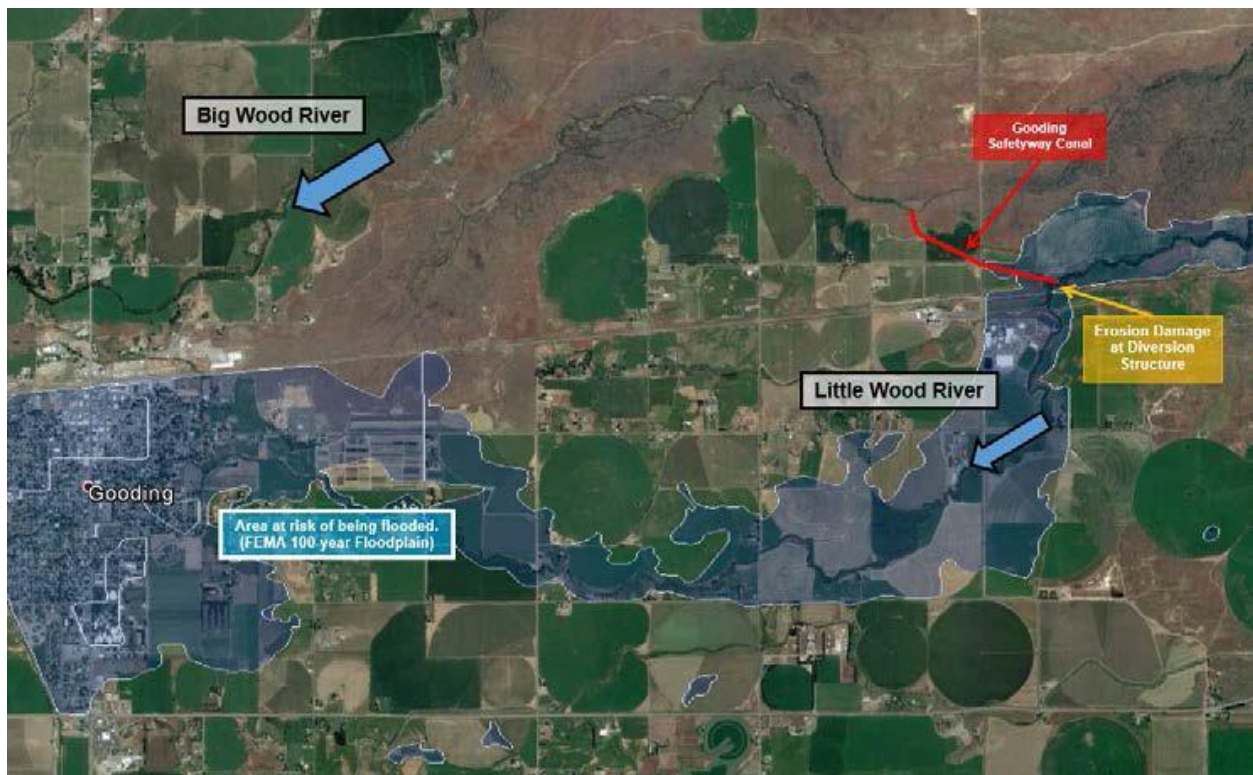 Big Wood River
Gooding
Safetyway Canal
Erosion Damage
at Diversion
Structure
Little Wood River
Gooding
Area at risk of being flooded.
(FEMA 100-year Floodplain)